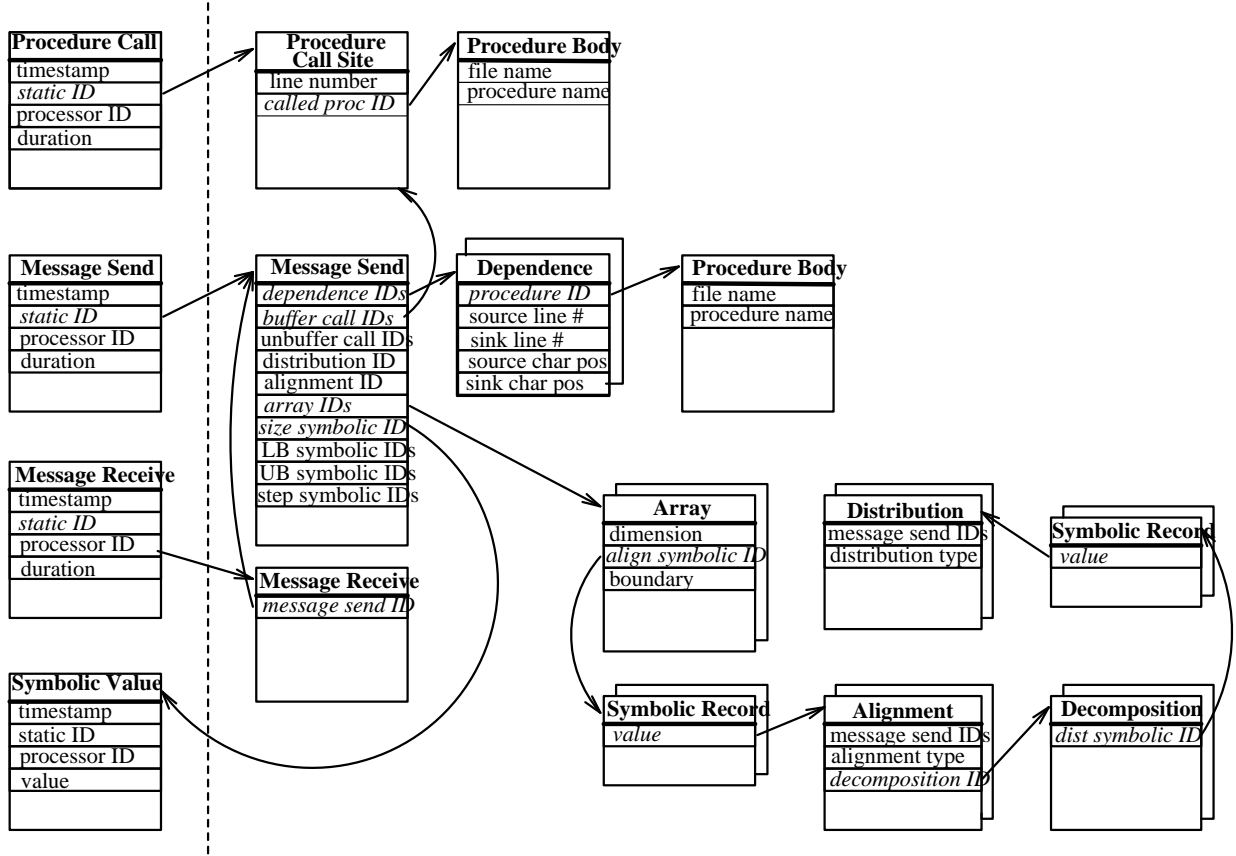 Procedure Call
timestamp
static ID
processor ID
duration
Procedure
Call Site
line number
called proc ID
Procedure Body
file name
procedure name
Message Send
timestamp
static ID
processor ID
duration
Message Send
dependence IDs
buffer call IDs
unbuffer call IDs
distribution ID
alignment ID
array IDs
size symbolic ID
LB symbolic IDs
UB symbolic IDs
step symbolic IDs
Dependence
procedure ID
source line #
sink line #
source char pos
sink char pos
Procedure Body
file name
procedure name
Message Receive
timestamp
static ID
processor ID
duration
Message Receive
message send ID
Array
dimension
align symbolic ID
boundary
Distribution
message send IDs
distribution type
Symbolic Record
value
Symbolic Value
timestamp
static ID
processor ID
value
Symbolic Record
value
Alignment
message send IDs
alignment type
decomposition ID
Decomposition
dist symbolic ID